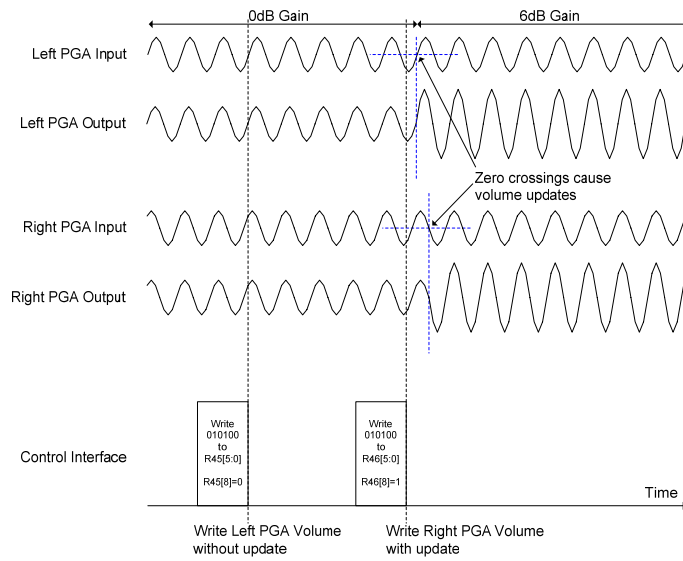 0dB Gain
6dB Gain
Left PGA Input
Left PGA Output
Zero crossings cause
volume updates
Right PGA Input
Right PGA Output
Control Interface
Write
010100
to
R45[5:0]
R45[8]=0
Write
010100
to
R46[5:0]
R46[8]=1
Time
Write Left PGA Volume
without update
Write Right PGA Volume
with update